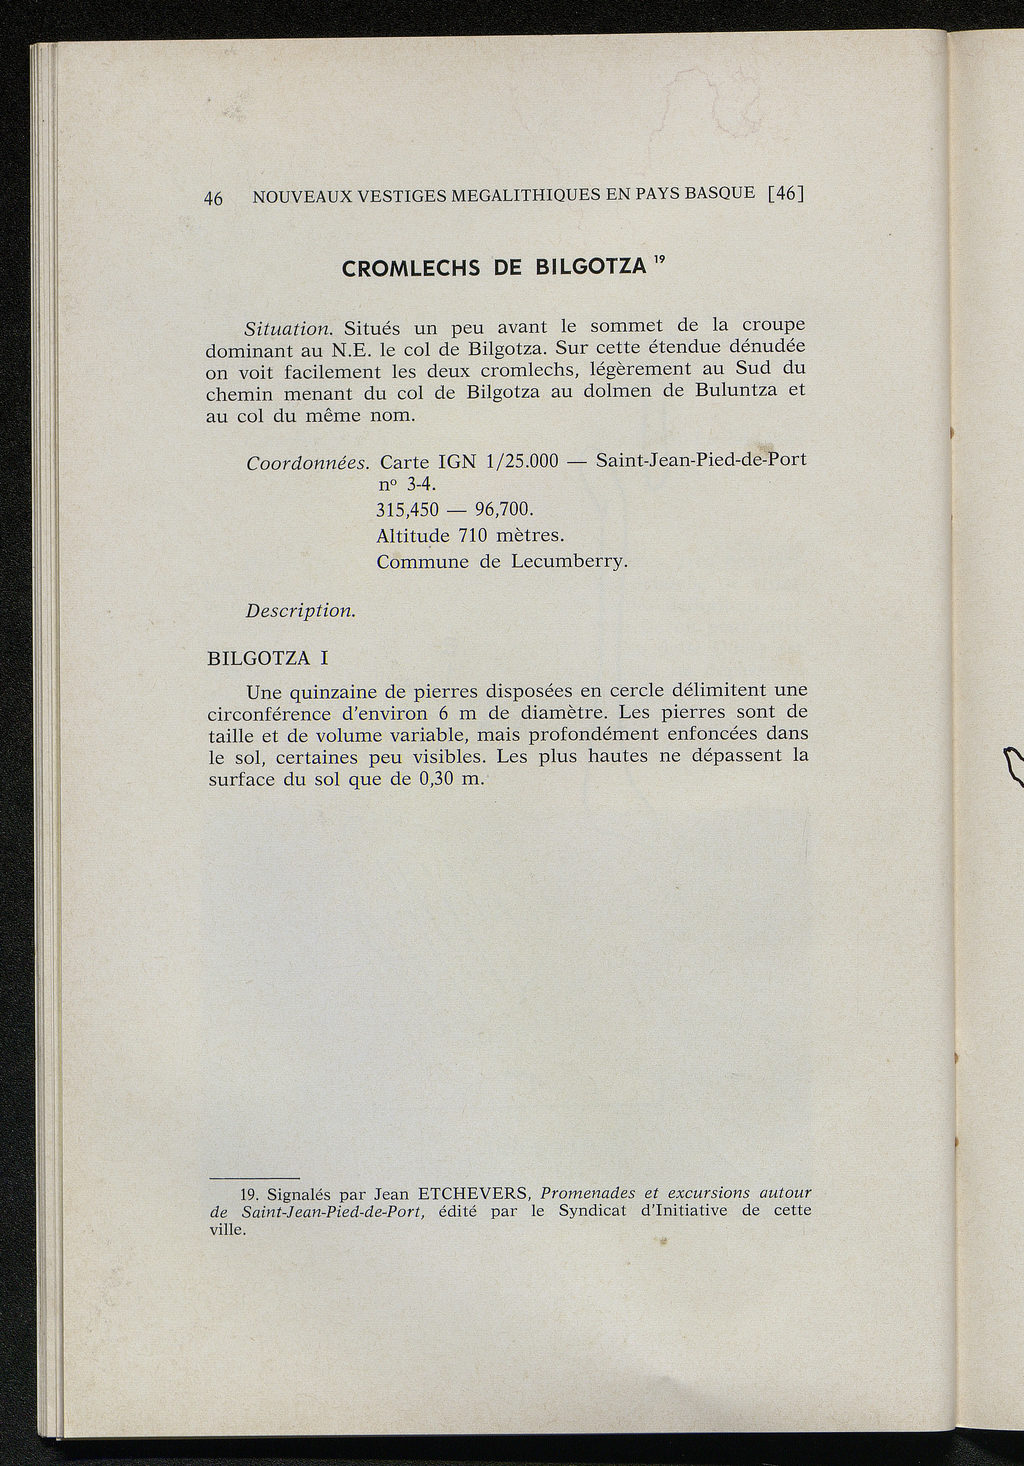 46 NOUVEAUX VESTIGES MEGALITHIQUES EN PAYS BASQUE [46]
CROMLECHS DE BILGOTZA 19
Situation. Situés un peu avant le sommet de la croupe
dominant au N.E. le col de Bilgotza. Sur cette étendue dénudée
on voit facilement les deux cromlechs, légèrement au Sud du
chemin menant du col de Bilgotza au dolmen de Buluntza et
au col du même nom.
Coordonnées. Carte IGN 1/25.000 — Saint-Jean-Pied-de-Port
nº 3-4.
315,450 — 96,700.
Altitude 710 mètres.
Commune de Lecumberry.
Description.
BILGOTZA I
Une quinzaine de pierres disposées en cercle délimitent une
circonférence d'environ 6 m de diamètre. Les pierres sont de
taille et de volume variable, mais profondément enfoncées dans
le sol, certaines peu visibles. Les plus hautes ne dépassent la
surface du sol que de 0,30 m.
19. Signalés par Jean ETCHEVERS, Promenades et excursions autour
de Saint-Jean-Pied-de-Port, édité par le Syndicat d'Initiative de cette
ville.